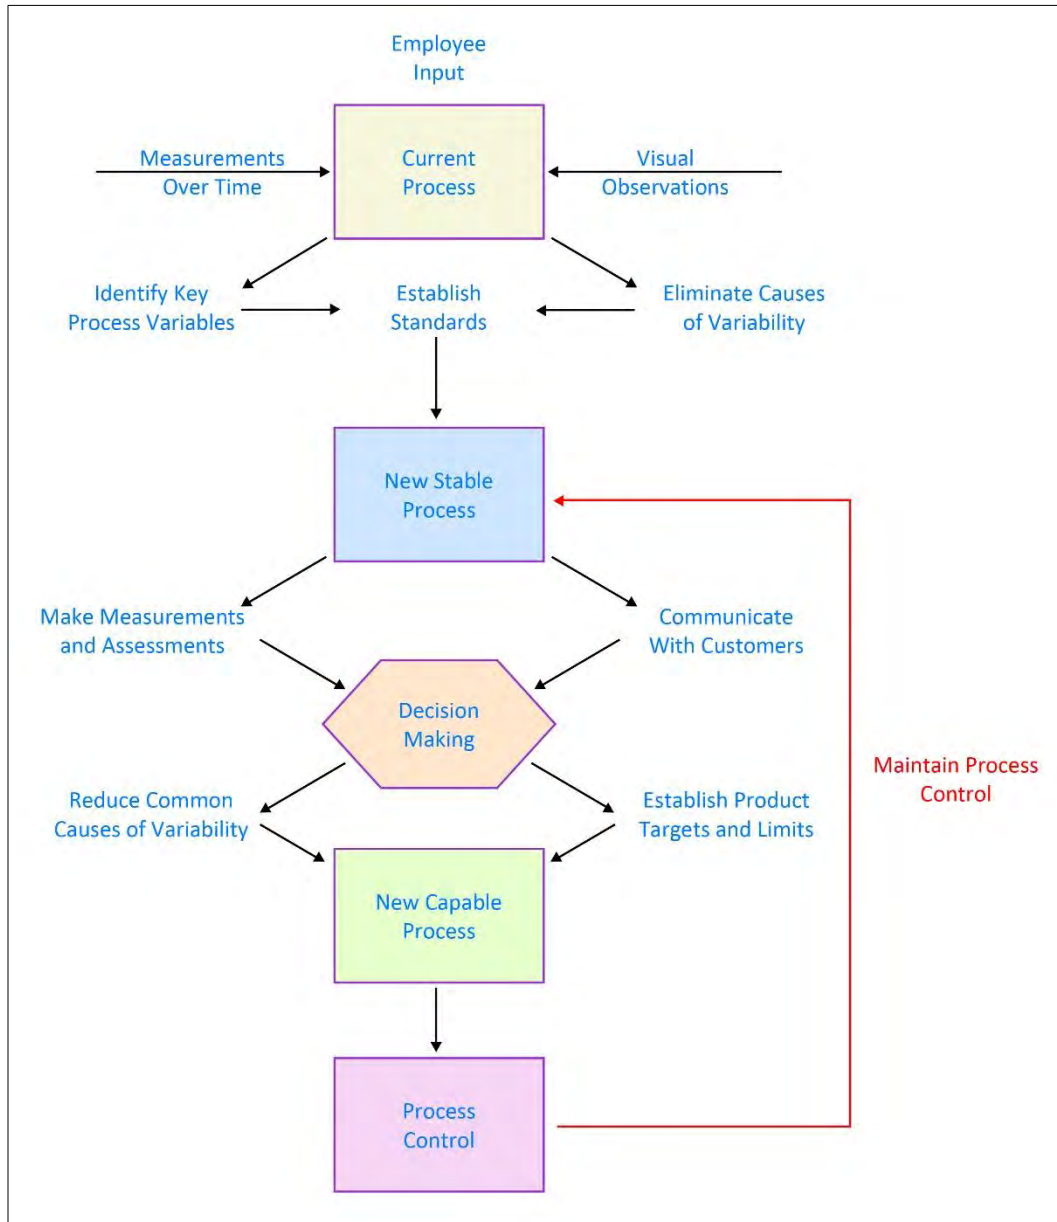 Employee
Input
Measurements
Over Time
Current
Process
Visual
Observations
Identify Key
Process Variables
Establish
Standards
Eliminate Causes
of Variability
New Stable
Process
Make Measurements
and Assessments
Communicate
With Customers
Decision
Making
Maintain Process
Control
Reduce Common
Causes of Variability
Establish Product
Targets and Limits
New Capable
Process
Process
Control